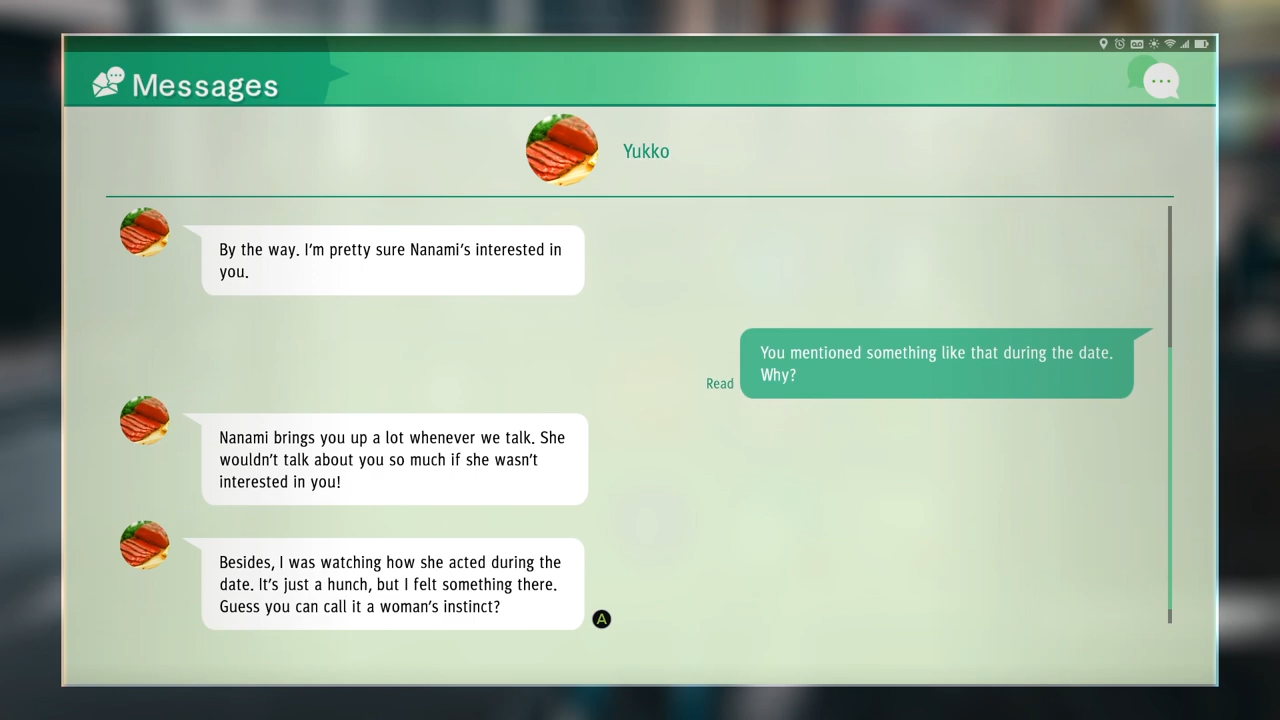 Messages
Yukko
By the way. I'm pretty sure Nanami's interested in
you.
You mentioned something like that during the date.
Why?
Read
Nanami brings you up a lot whenever we talk. She
wouldn't talk about you so much if she wasn't
interested in you!
Besides, I was watching how she acted during the
date. It's just a hunch, but I felt something there.
Guess you can call it a woman's instinct?
A